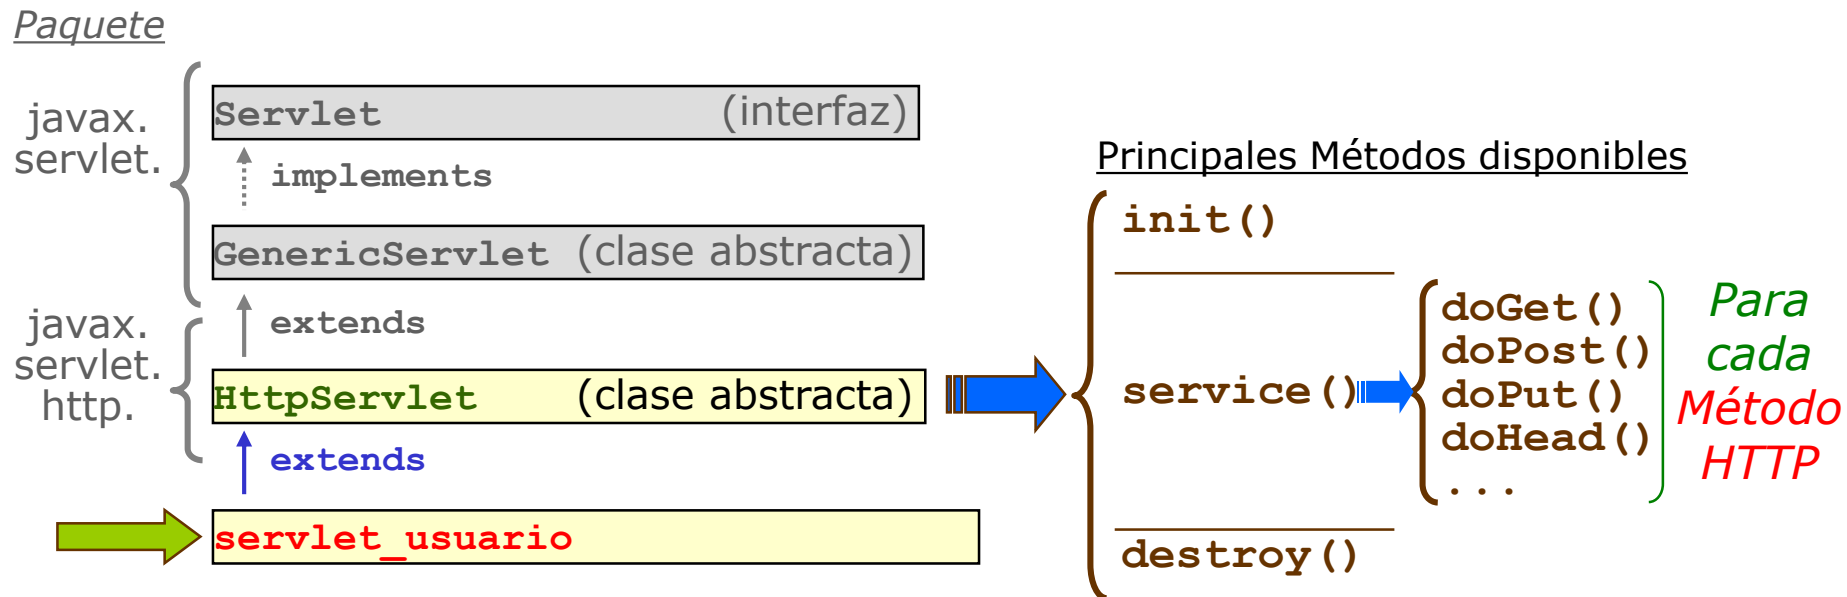 Paquete
javax.
servlet.
Servlet (interfaz)
implements
GenericServlet (clase abstracta)
extends
javax.
servlet.
http.
HttpServlet (clase abstracta)
extends
servlet_usuario
Principales Métodos disponibles
init()
service()
doGet()
doPost()
doPut()
doHead()
...
Para
cada
Método
HTTP
destroy()